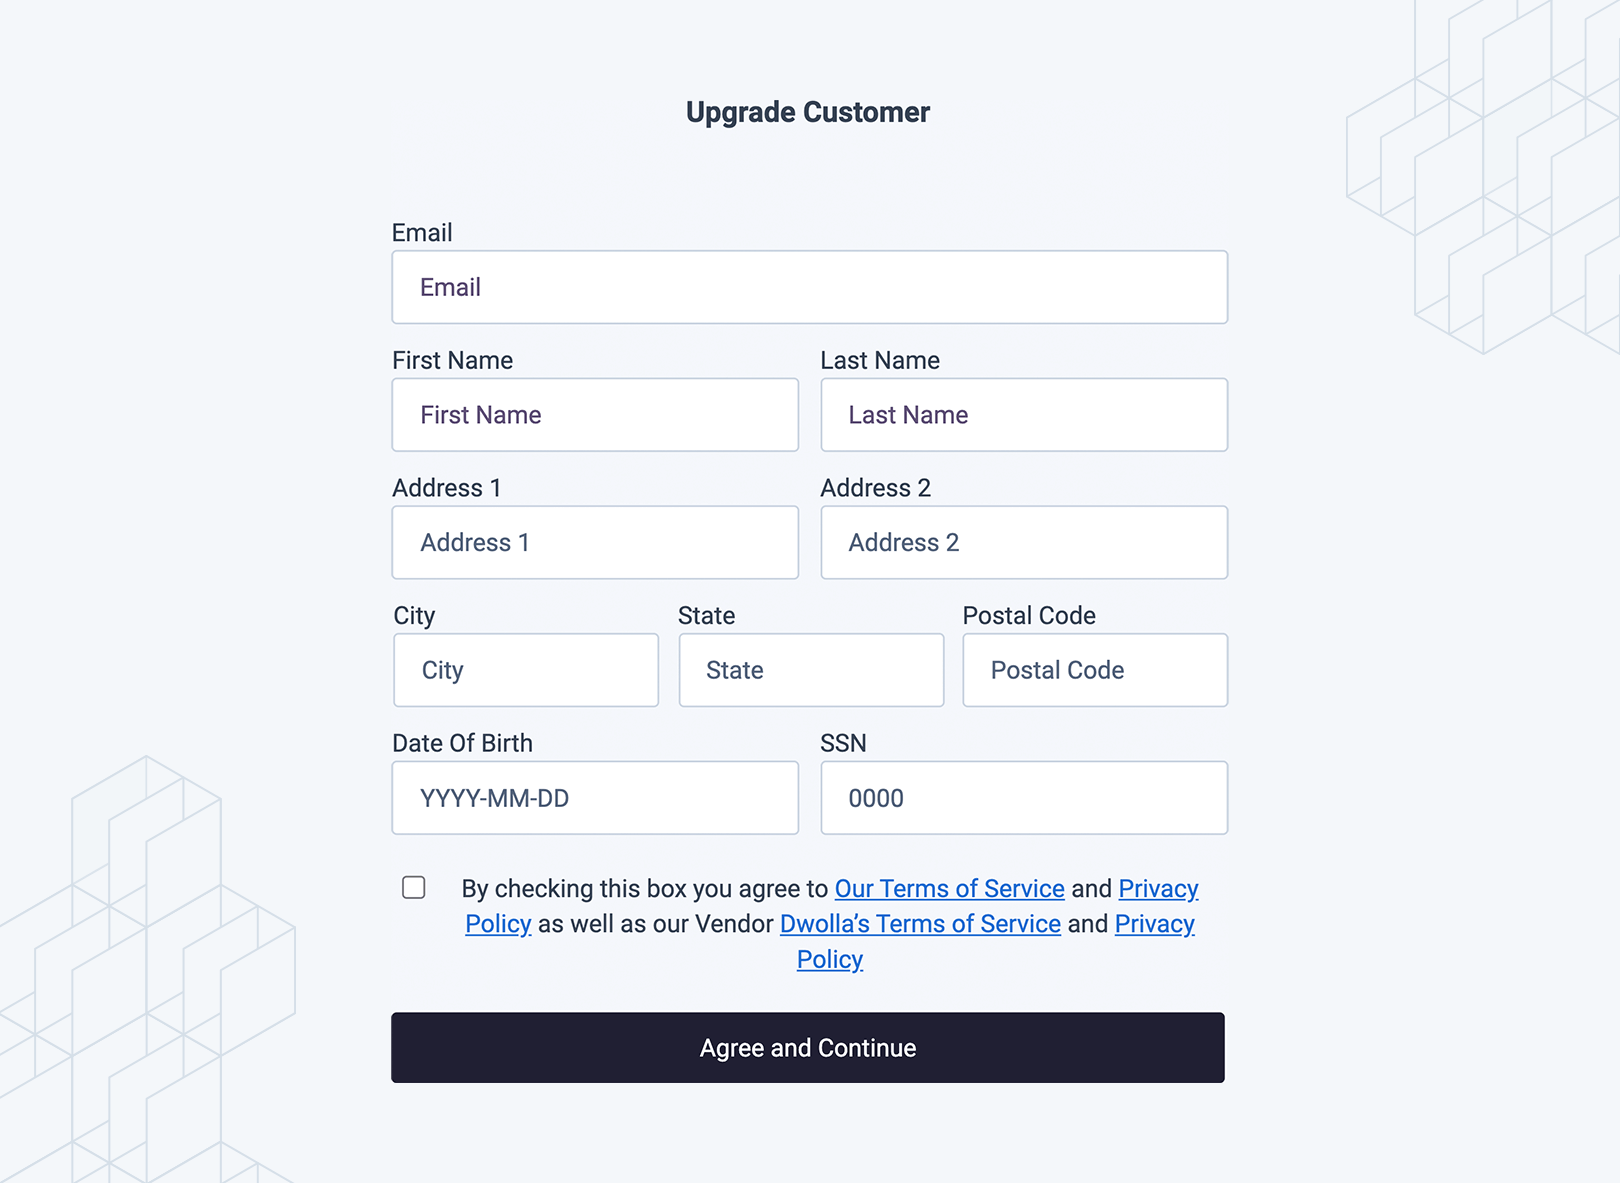 Upgrade Customer
Email
Email
First Name Last Name
First Name Last Name
Address 1 Address 2
Address 1 Address 2
City State Postal Code
City State Postal Code
Date Of Birth SSN
YYYY-MM-DD 0000
By checking this box you agree to Our Terms of Service and Privacy
Policy as well as our Vendor Dwolla’s Terms of Service and Privacy
Policy
Agree and Continue